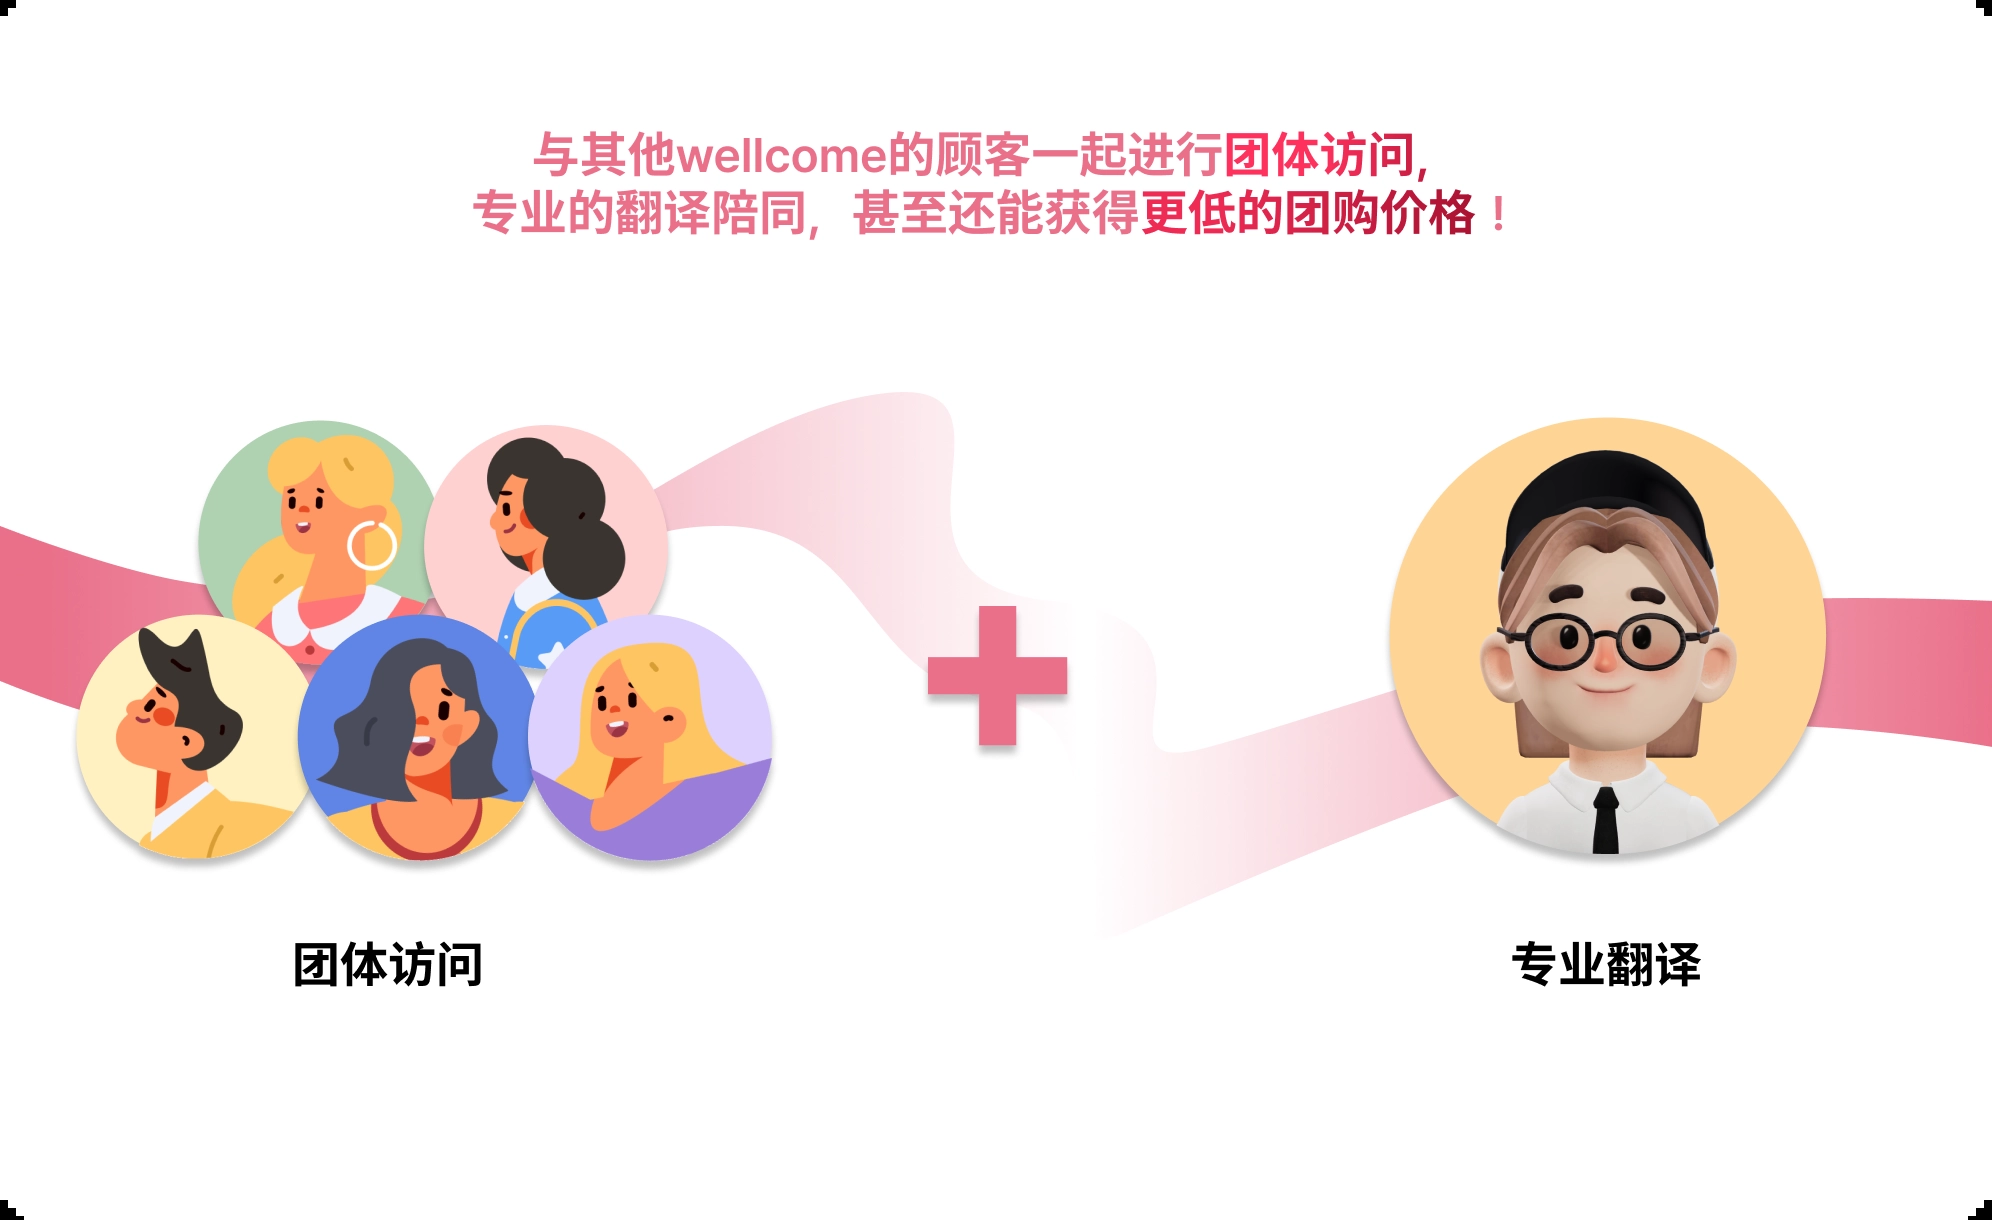 与其他wellcome的顾客一起进行团体访问,
专业的翻译陪同，甚至还能获得更低的团购价格！
团体访问
专业翻译